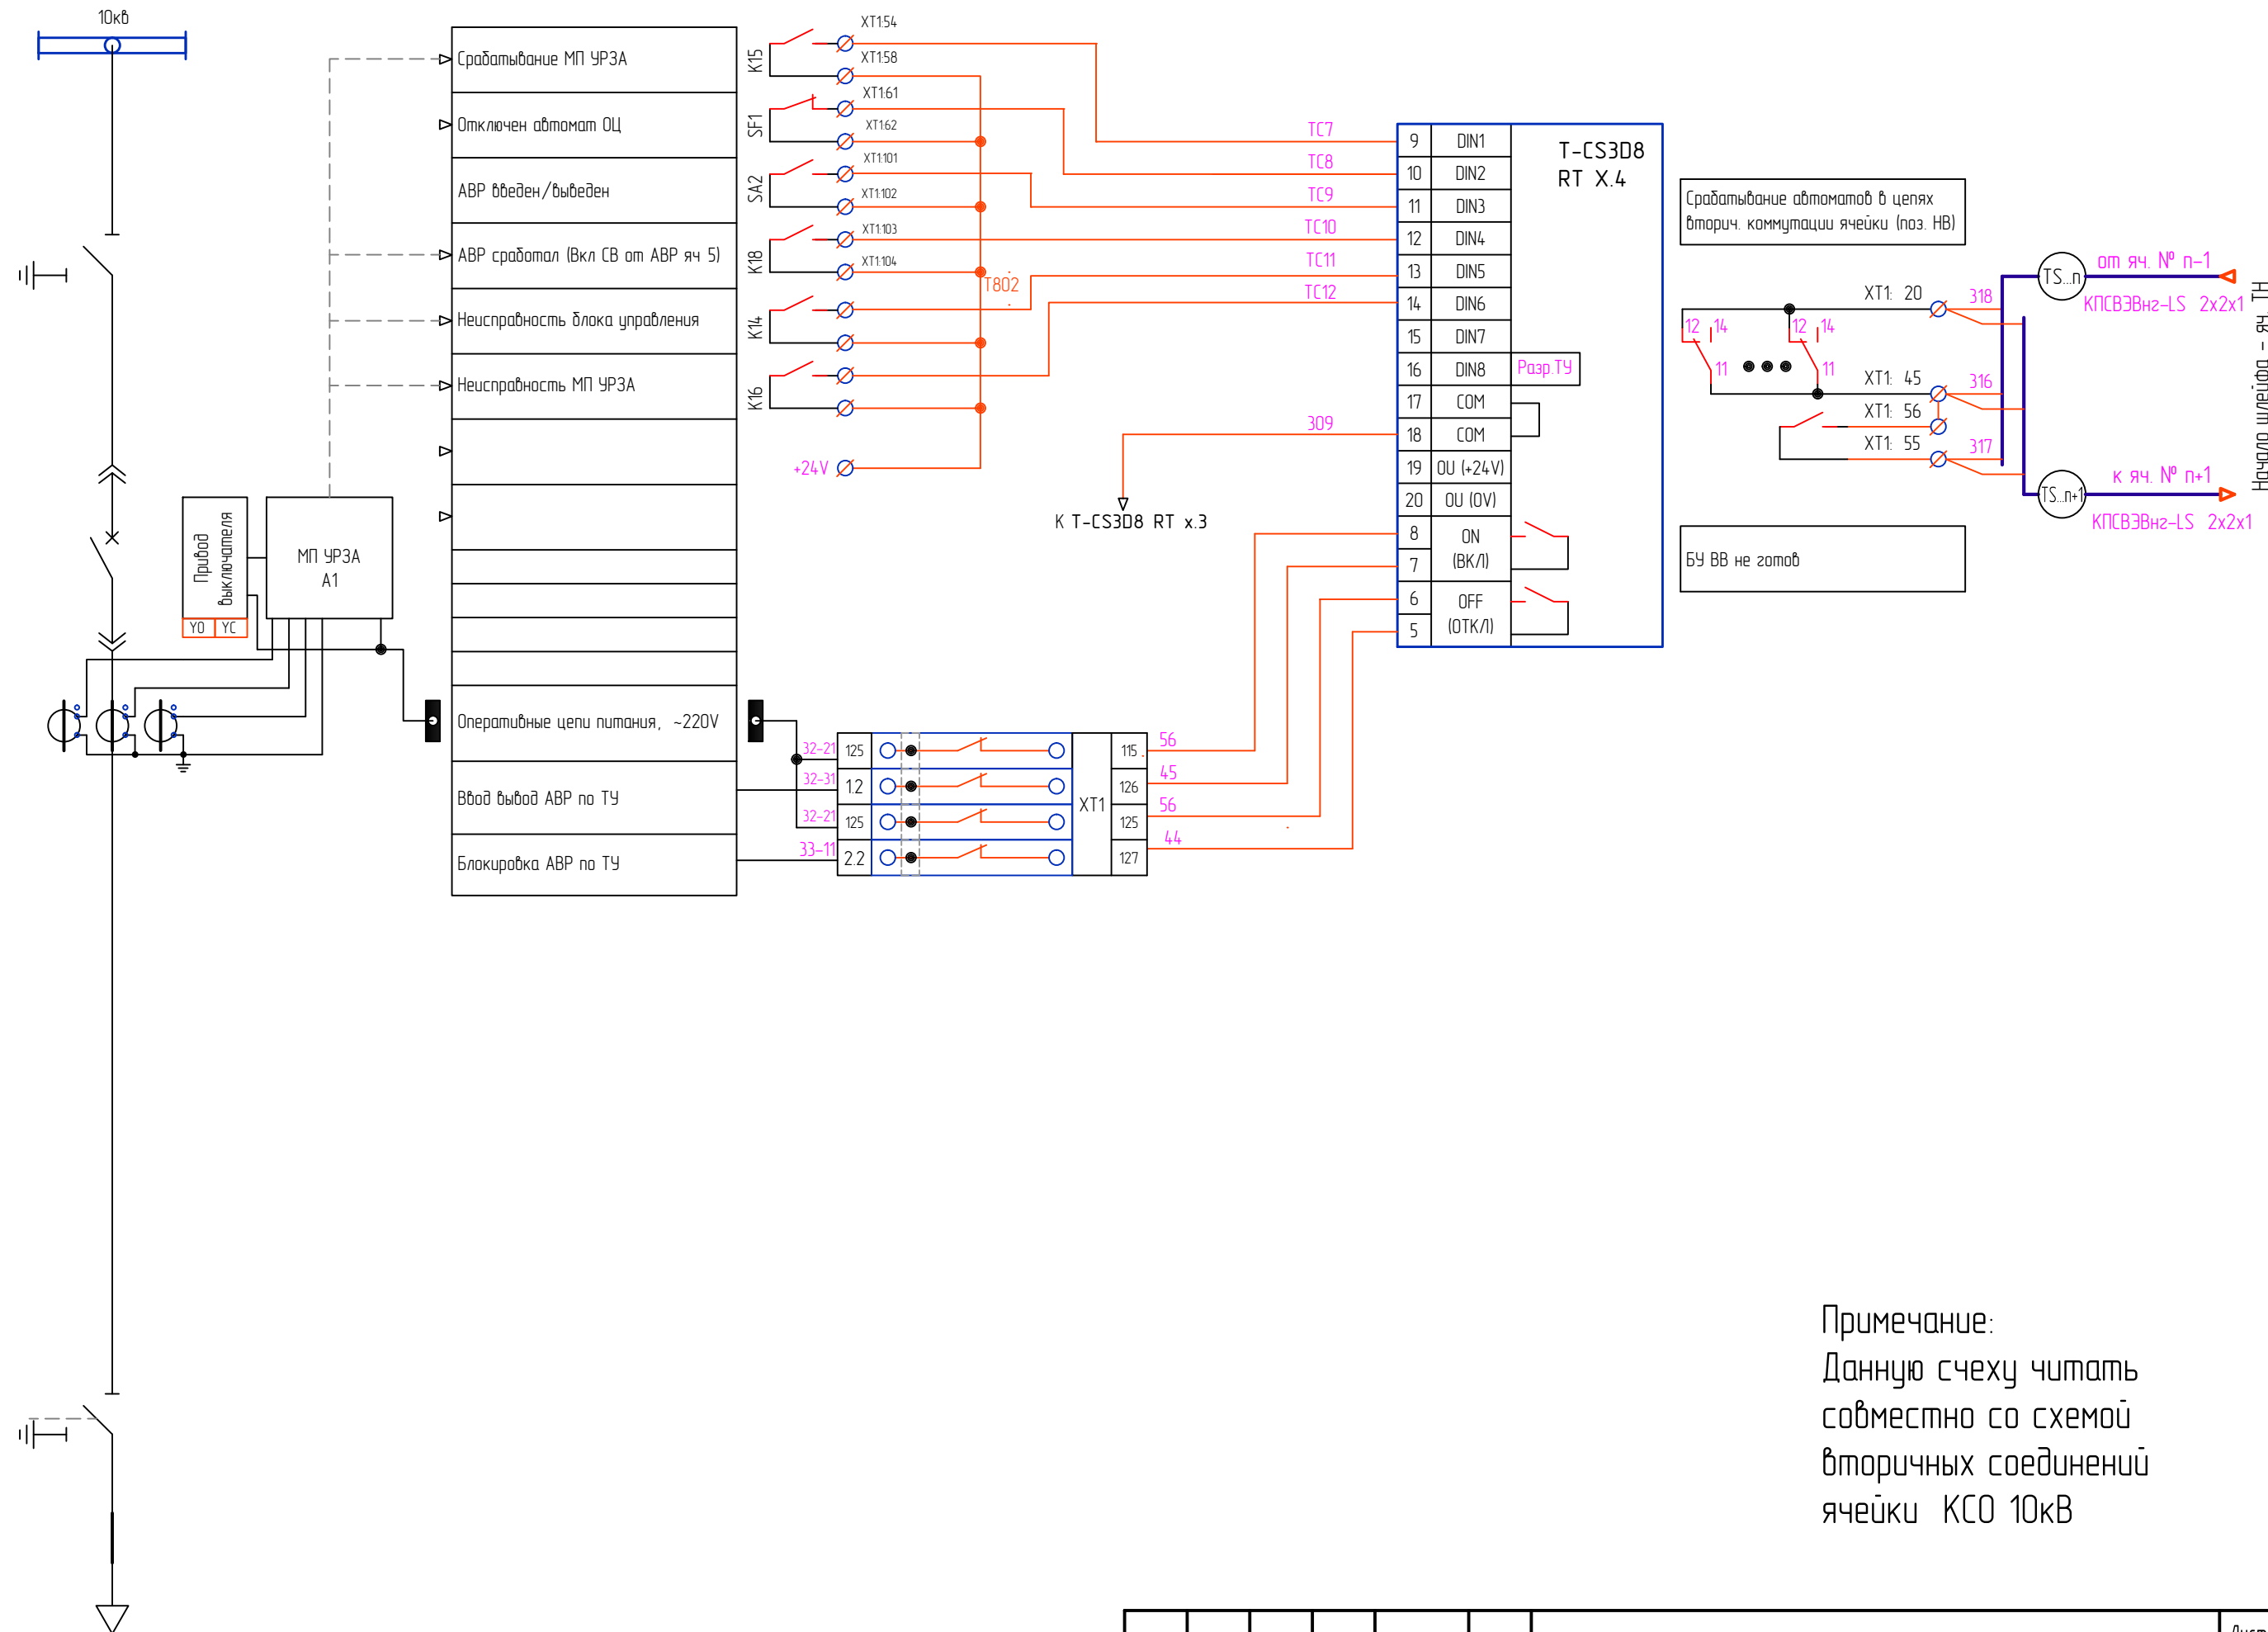 10кв
Срабатывание МП УРЗА
Отключен автомат ОЦ
АВР введен/выведен
АВР сработал (Вкл СВ от АВР яч 5)
Неисправность блока управления
Неисправность МП УРЗА
Оперативные цепи питания, ~220V
Ввод вывод АВР по ТУ
Блокировка АВР по ТУ
Привод
выключателя
YO YC
МП УРЗА
А1
K15
SF1
SA2
K18
K14
K16
XT1:54
XT1:58
XT1:61
XT1:62
XT1:101
XT1:102
XT1:103
XT1:104
T802
+24V
TC7
TC8
TC9
TC10
TC11
TC12
309
К T-CS3D8 RT x.3
T-CS3D8
RT X.4
9 DIN1
10 DIN2
11 DIN3
12 DIN4
13 DIN5
14 DIN6
15 DIN7
16 DIN8 Разр.ТУ
17 COM
18 COM
19 OU (+24V)
20 OU (0V)
8 ON
7 (ВКЛ)
6 OFF
5 (ОТКЛ)
32-21 125
32-31 1.2
32-21 125
33-11 2.2
XT1
115 56
126 45
125 56
127 44
Срабатывание автоматов в цепях
вторич. коммутации ячейки (поз. НВ)
БУ ВВ не готов
12 14
11
12 14
11
XT1: 20 318
XT1: 45 316
XT1: 56
XT1: 55 317
TS...n
от яч. № n-1
КПСВЭВнг-LS 2x2x1
TS...n+1
к яч. № n+1
КПСВЭВнг-LS 2x2x1
Начало шлейфа - яч. ТН
Примечание:
Данную счеху читать
совместно со схемой
вторичных соединений
ячейки КСО 10кВ
Лист